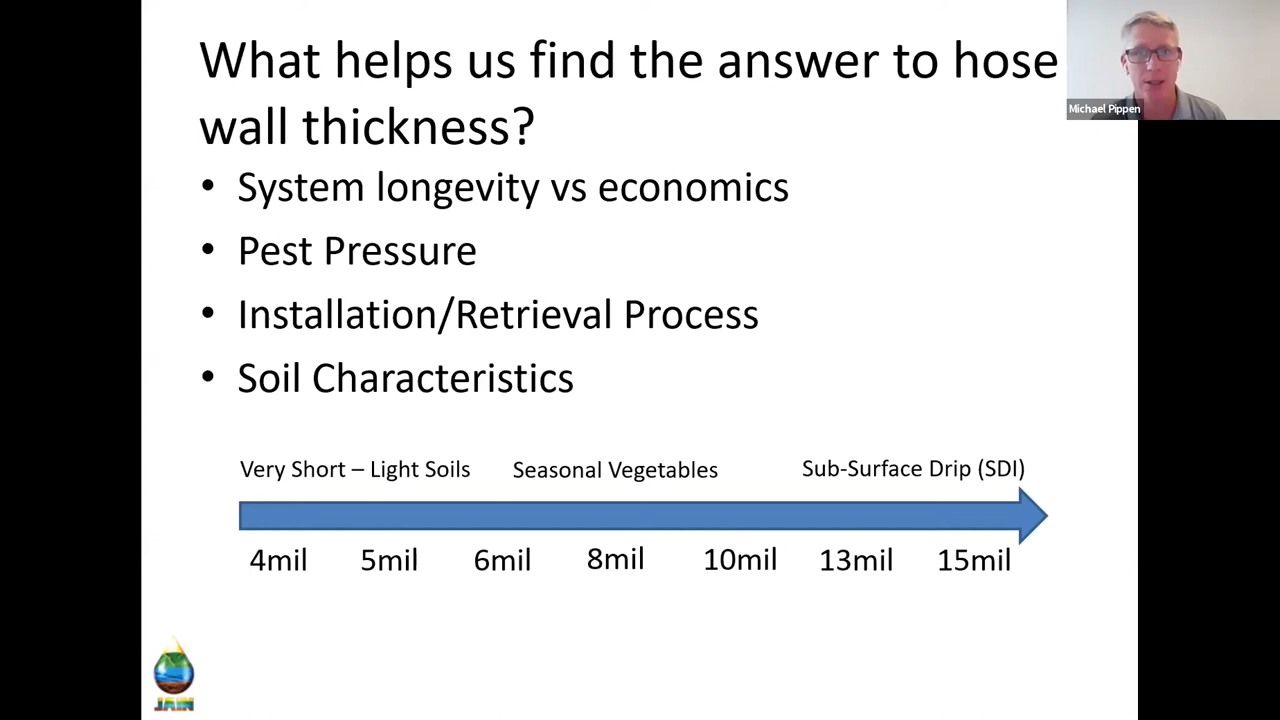 What helps us find the answer to hose
wall thickness?
• System longevity vs economics
• Pest Pressure
• Installation/Retrieval Process
• Soil Characteristics
Very Short – Light Soils Seasonal Vegetables Sub-Surface Drip (SDI)
4mil 5mil 6mil 8mil 10mil 13mil 15mil
JAIN
Michael Pippen